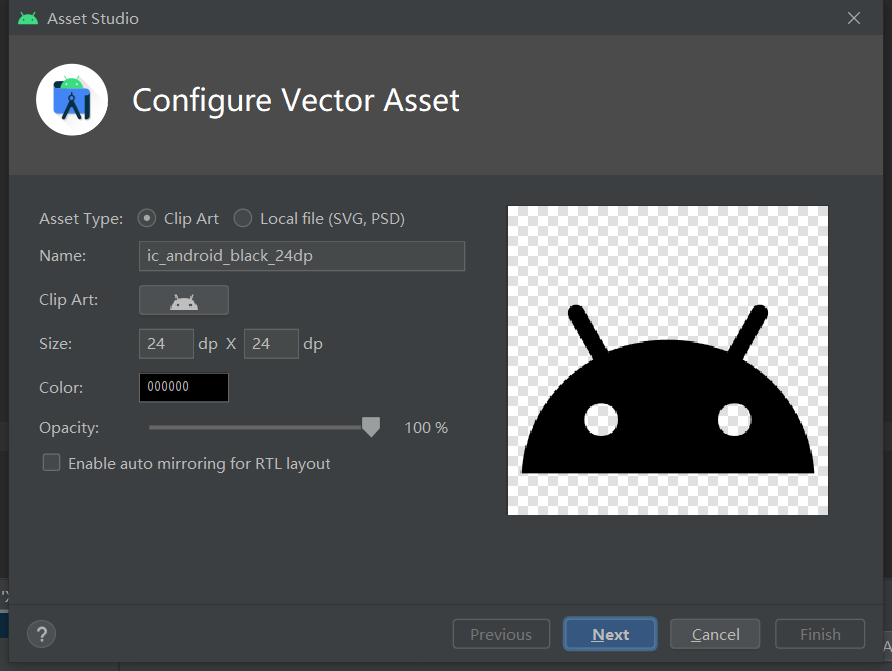 Asset Studio
Configure Vector Asset
Asset Type: Clip Art Local file (SVG, PSD)
Name: ic_android_black_24dp
Clip Art:
Size: 24 dp X 24 dp
Color: 000000
Opacity: 100 %
Enable auto mirroring for RTL layout
? Previous Next Cancel Finish